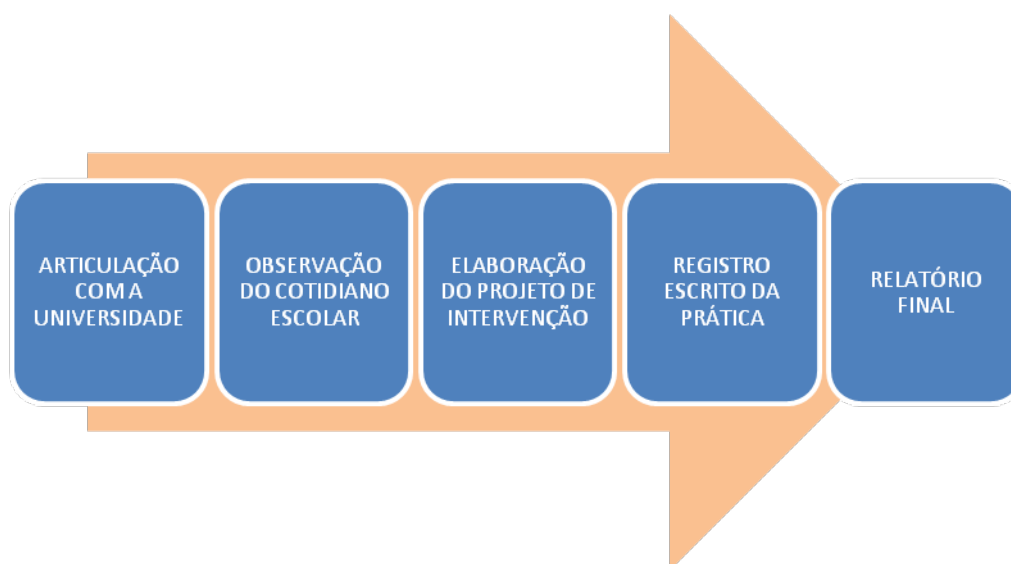 ARTICULAÇÃO
COM A
UNIVERSIDADE
OBSERVAÇÃO
DO COTIDIANO
ESCOLAR
ELABORAÇÃO
DO PROJETO DE
INTERVENÇÃO
REGISTRO
ESCRITO DA
PRÁTICA
RELATÓRIO
FINAL